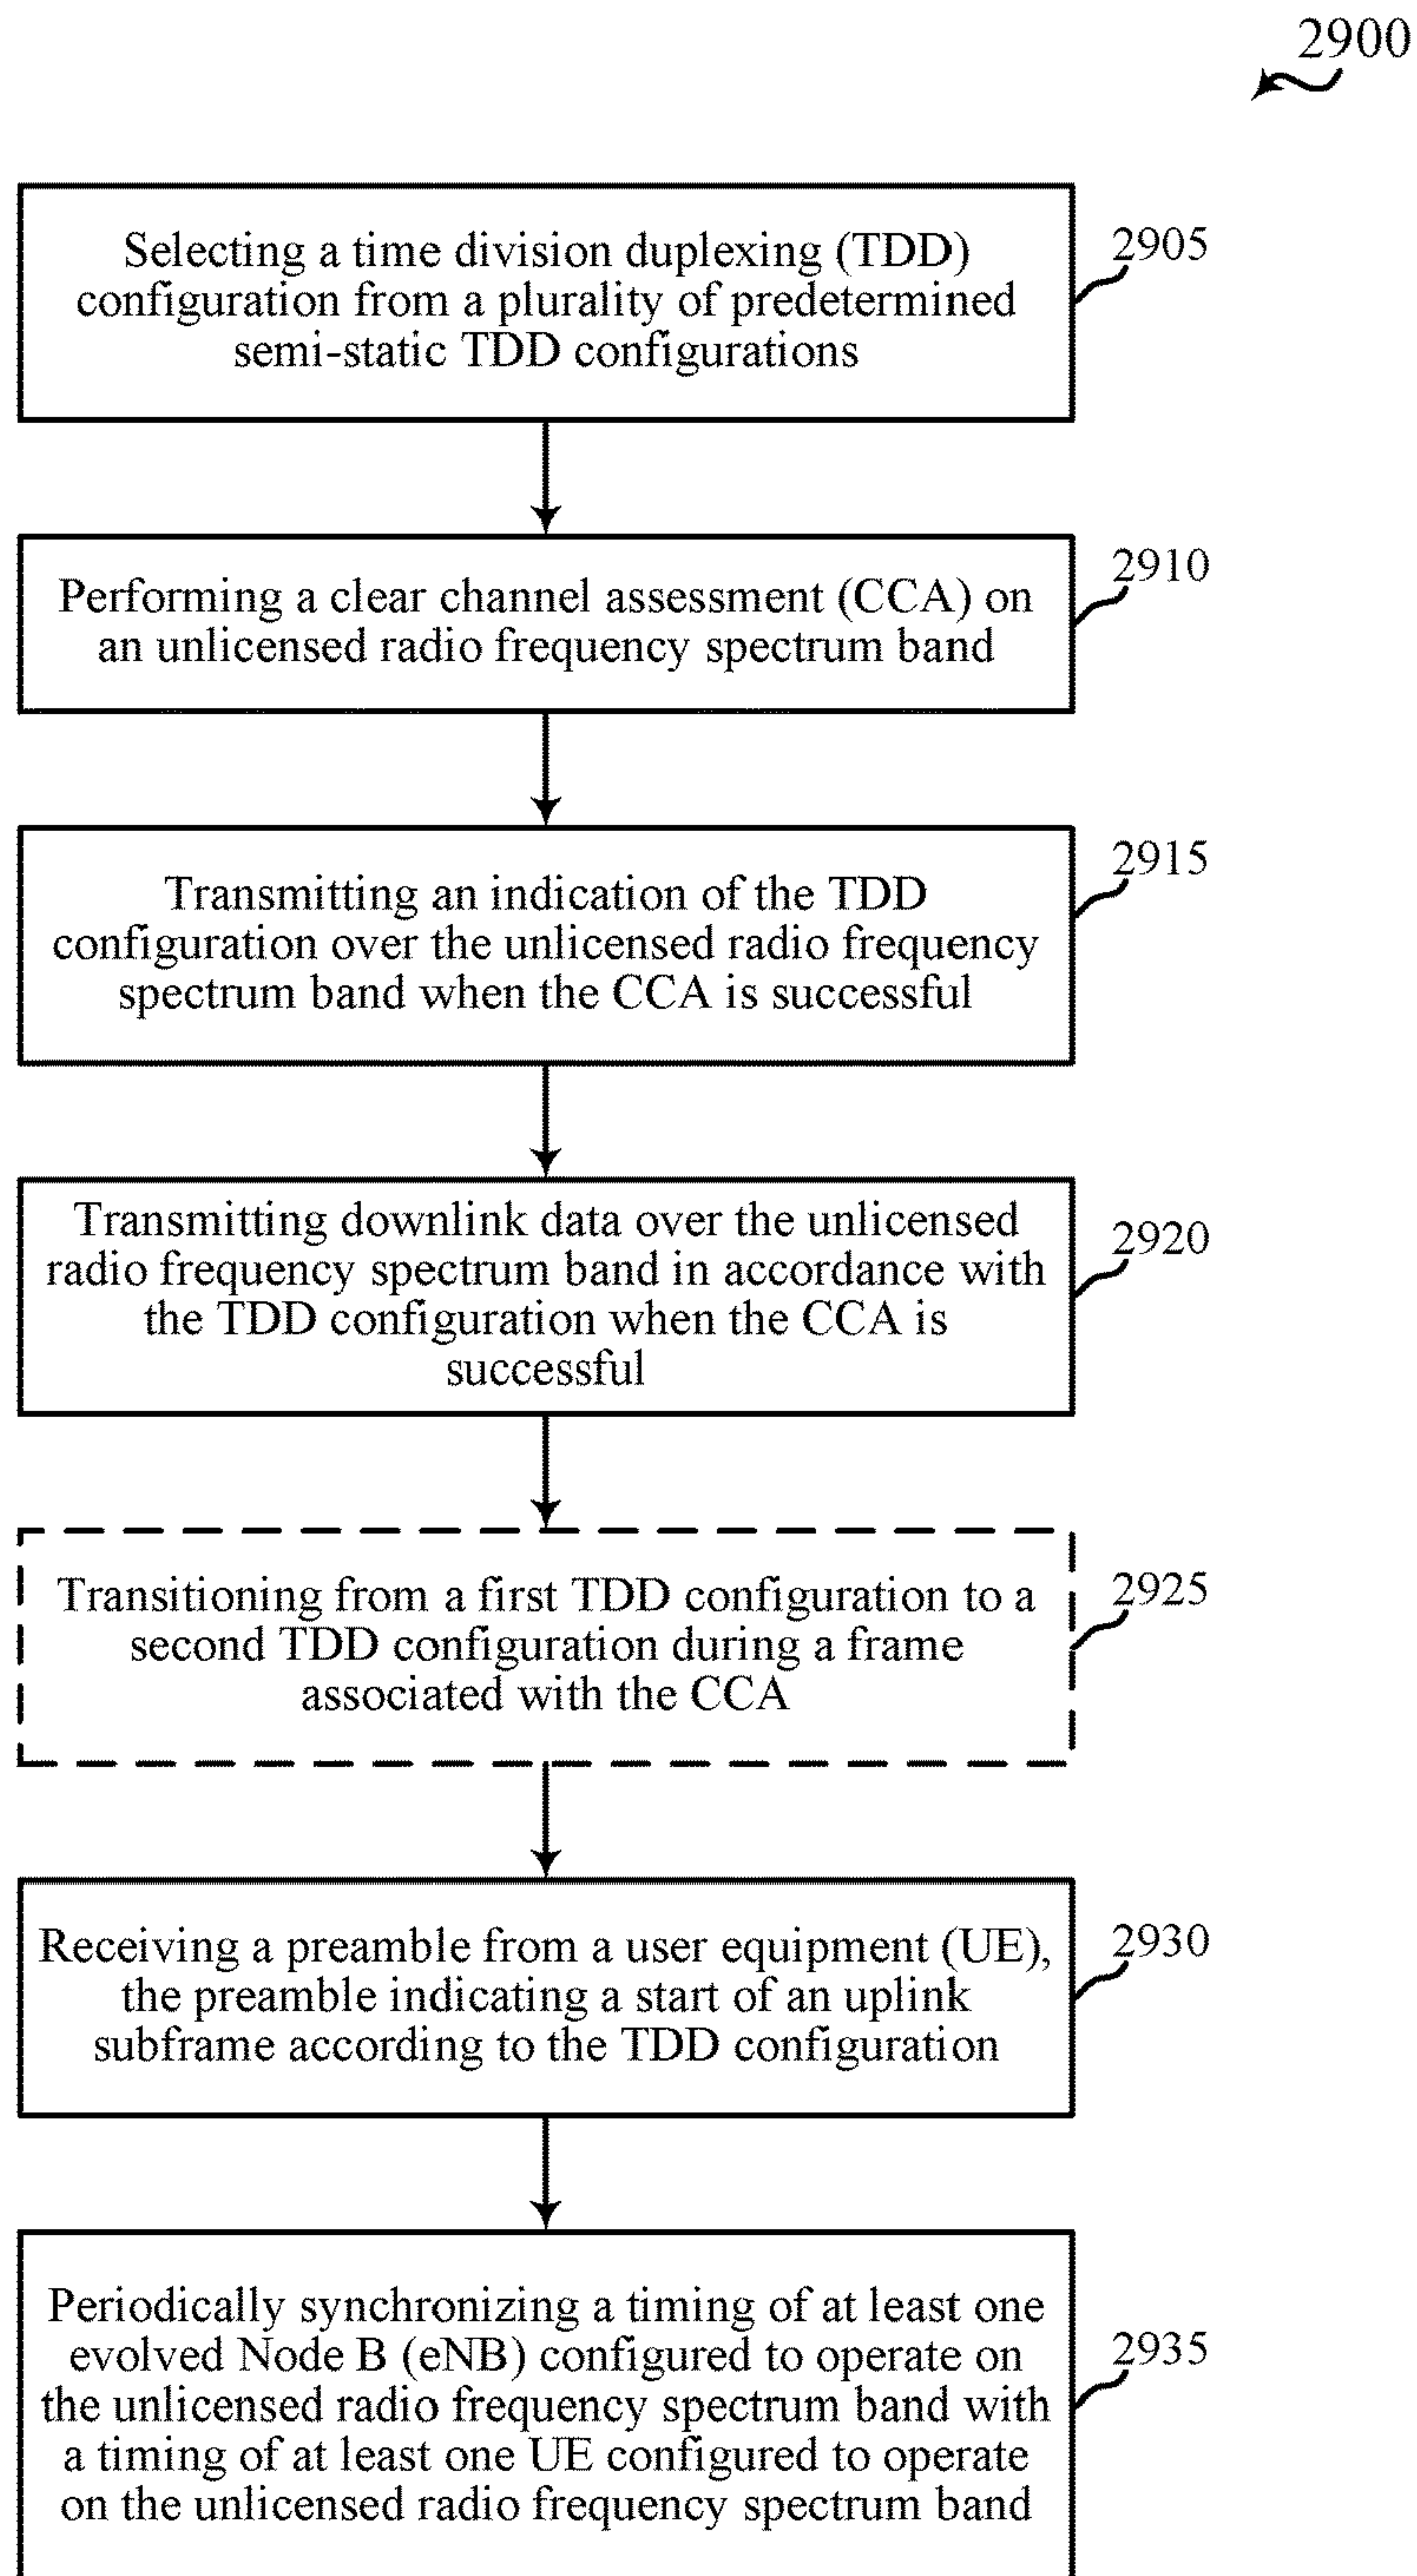 2900
Selecting a time division duplexing (TDD)
configuration from a plurality of predetermined
semi-static TDD configurations
2905
Performing a clear channel assessment (CCA) on
an unlicensed radio frequency spectrum band
2910
Transmitting an indication of the TDD
configuration over the unlicensed radio frequency
spectrum band when the CCA is successful
2915
Transmitting downlink data over the unlicensed
radio frequency spectrum band in accordance with
the TDD configuration when the CCA is
successful
2920
Transitioning from a first TDD configuration to a
second TDD configuration during a frame
associated with the CCA
2925
Receiving a preamble from a user equipment (UE),
the preamble indicating a start of an uplink
subframe according to the TDD configuration
2930
Periodically synchronizing a timing of at least one
evolved Node B (eNB) configured to operate on
the unlicensed radio frequency spectrum band with
a timing of at least one UE configured to operate
on the unlicensed radio frequency spectrum band
2935